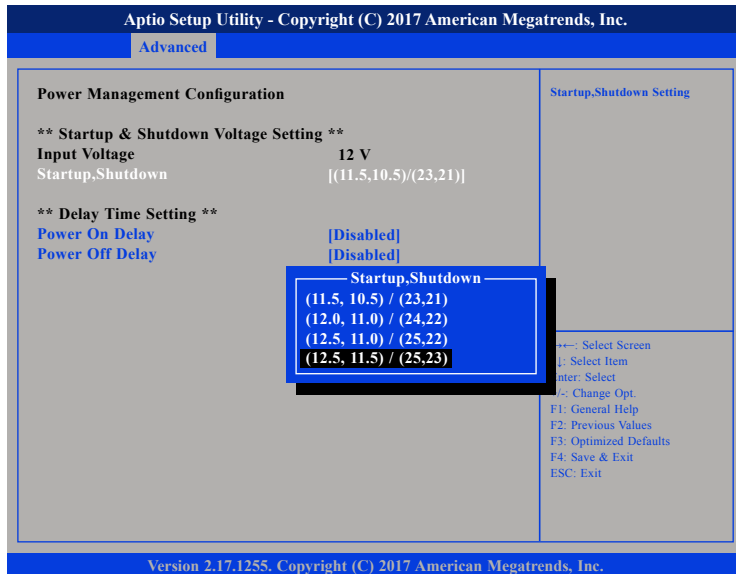 Aptio Setup Utility - Copyright (C) 2017 American Megatrends, Inc.
Advanced
Power Management Configuration
** Startup & Shutdown Voltage Setting **
Input Voltage 12 V
Startup,Shutdown [(11.5,10.5)/(23,21)]
** Delay Time Setting **
Power On Delay [Disabled]
Power Off Delay [Disabled]
Startup,Shutdown
(11.5, 10.5) / (23,21)
(12.0, 11.0) / (24,22)
(12.5, 11.0) / (25,22)
(12.5, 11.5) / (25,23)
Startup,Shutdown Setting
→←: Select Screen
↓: Select Item
nter: Select
/-: Change Opt.
F1: General Help
F2: Previous Values
F3: Optimized Defaults
F4: Save & Exit
ESC: Exit
Version 2.17.1255. Copyright (C) 2017 American Megatrends, Inc.